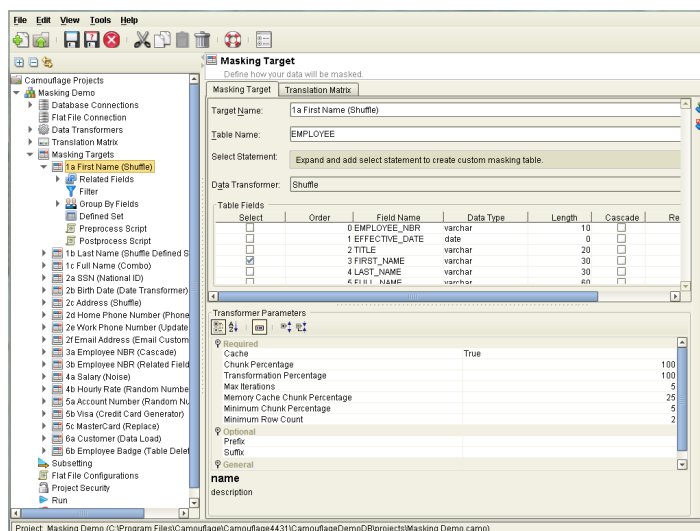 File Edit View Tools Help
Masking Target
Define how your data will be masked.
Camouflage Projects
Masking Demo
Database Connections
Flat File Connection
Data Transformers
Translation Matrix
Masking Targets
1a First Name (Shuffle)
Related Fields
Filter
Group By Fields
Defined Set
Preprocess Script
Postprocess Script
1b Last Name (Shuffle Defined S
1c Full Name (Combo)
2a SSN (National ID)
2b Birth Date (Date Transformer)
2c Address (Shuffle)
2d Home Phone Number (Phone
2e Work Phone Number (Update
2f Email Address (Email Custom
3a Employee NBR (Cascade)
3b Employee NBR (Related Field
4a Salary (Noise)
4b Hourly Rate (Random Numbe
5a Account Number (Random Nu
5b Visa (Credit Card Generator)
5c MasterCard (Replace)
6a Customer (Data Load)
6b Employee Badge (Table Delet
Subsetting
Flat File Configurations
Project Security
Run
Masking Target Translation Matrix
Target Name: 1a First Name (Shuffle)
Table Name: EMPLOYEE
Select Statement: Expand and add select statement to create custom masking table.
Data Transformer: Shuffle
Table Fields
Select Order Field Name Data Type Length Cascade Re
0 EMPLOYEE_NBR varchar 10
1 EFFECTIVE_DATE date 0
2 TITLE varchar 20
3 FIRST_NAME varchar 30
4 LAST_NAME varchar 30
5 FULL_NAME varchar 60
Transformer Parameters
Required
Cache True
Chunk Percentage 100
Transformation Percentage 100
Max Iterations 5
Memory Cache Chunk Percentage 25
Minimum Chunk Percentage 5
Minimum Row Count 2
Optional
Prefix
Suffix
General
name
description
Project: Masking Demo (C:\Program Files\Camouflage\Camouflage4431\CamouflageDemoDB\projects\Masking Demo.camo)